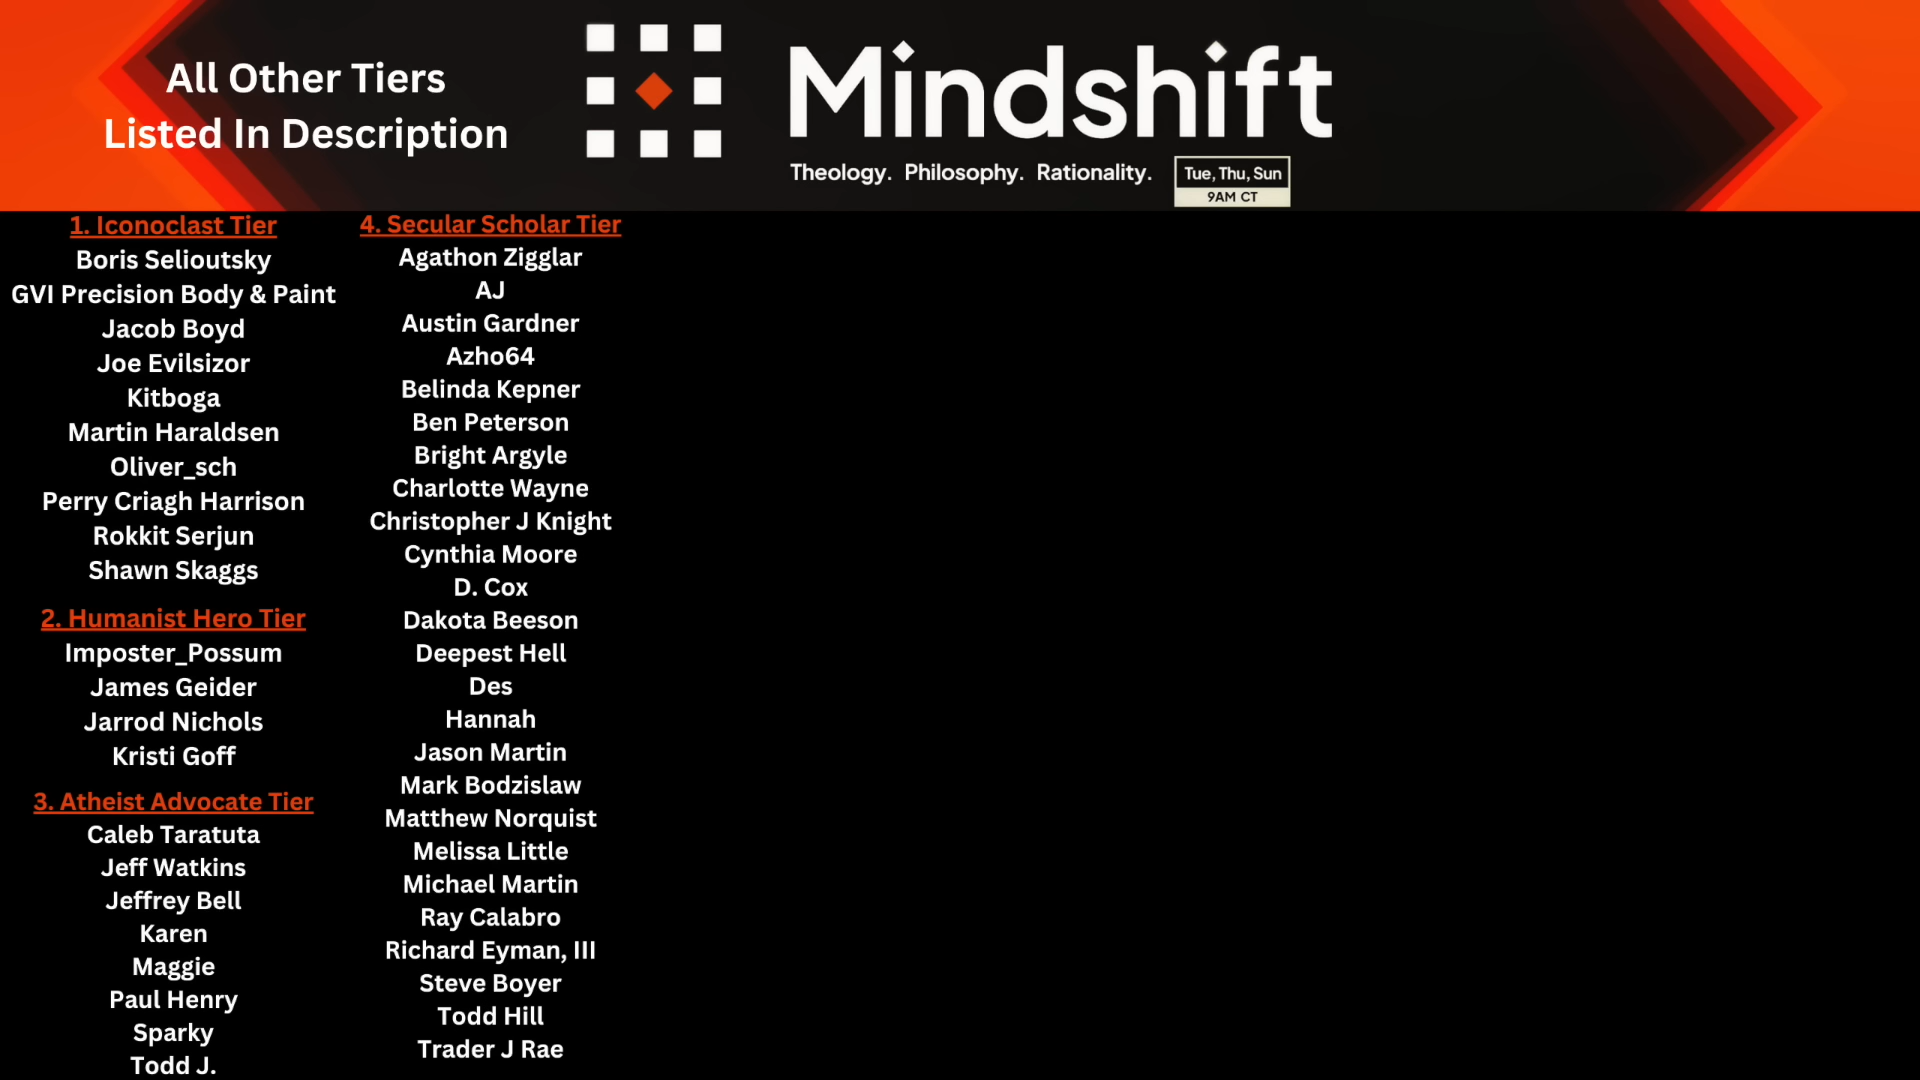 All Other Tiers
Listed In Description
Mindshift
Theology. Philosophy. Rationality.
Tue, Thu, Sun
9AM CT
1. Iconoclast Tier
Boris Selioutsky
GVI Precision Body & Paint
Jacob Boyd
Joe Evilsizor
Kitboga
Martin Haraldsen
Oliver_sch
Perry Criagh Harrison
Rokkit Serjun
Shawn Skaggs
2. Humanist Hero Tier
Imposter_Possum
James Geider
Jarrod Nichols
Kristi Goff
3. Atheist Advocate Tier
Caleb Taratuta
Jeff Watkins
Jeffrey Bell
Karen
Maggie
Paul Henry
Sparky
Todd J.
4. Secular Scholar Tier
Agathon Zigglar
AJ
Austin Gardner
Azho64
Belinda Kepner
Ben Peterson
Bright Argyle
Charlotte Wayne
Christopher J Knight
Cynthia Moore
D. Cox
Dakota Beeson
Deepest Hell
Des
Hannah
Jason Martin
Mark Bodzislaw
Matthew Norquist
Melissa Little
Michael Martin
Ray Calabro
Richard Eyman, III
Steve Boyer
Todd Hill
Trader J Rae